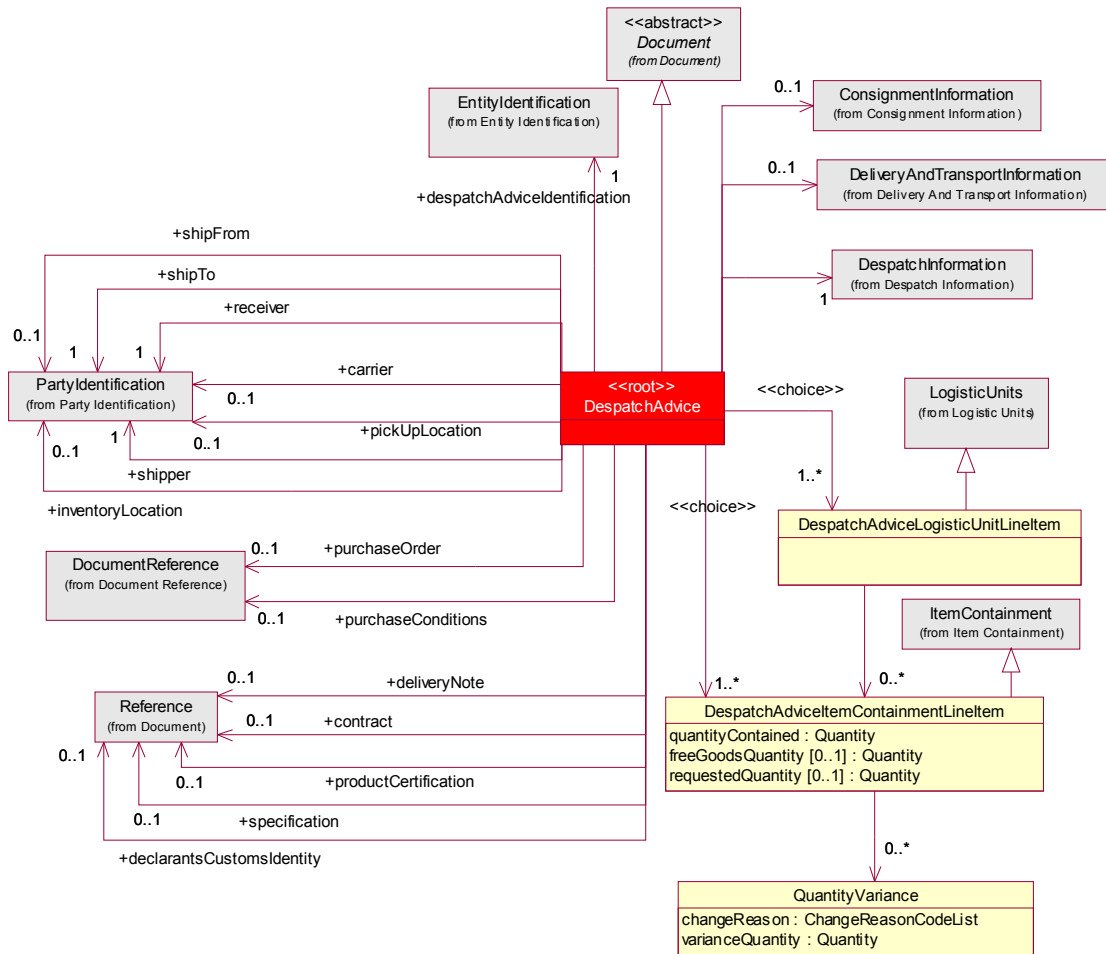 <<abstract>>
Document
(from Document)
EntityIdentification
(from Entity Identification)
0..1
ConsignmentInformation
(from Consignment Information)
1
+despatchAdviceIdentification
0..1
DeliveryAndTransportInformation
(from Delivery And Transport Information)
DespatchInformation
(from Despatch Information)
1
+shipFrom
+shipTo
+receiver
0..1
1
1
PartyIdentification
(from Party Identification)
+carrier
0..1
+pickUpLocation
0..1
0..1
1
+shipper
+inventoryLocation
<<root>>
DespatchAdvice
<<choice>>
1..*
<<choice>>
LogisticUnits
(from Logistic Units)
DespatchAdviceLogisticUnitLineItem
DocumentReference
(from Document Reference)
0..1
+purchaseOrder
0..1
+purchaseConditions
ItemContainment
(from Item Containment)
Reference
(from Document)
0..1
+deliveryNote
0..1
+contract
0..1
0..1
+productCertification
0..1
+specification
+declarantsCustomsIdentity
1..*
0..*
DespatchAdviceItemContainmentLineItem
quantityContained : Quantity
freeGoodsQuantity [0..1] : Quantity
requestedQuantity [0..1] : Quantity
0..*
QuantityVariance
changeReason : ChangeReasonCodeList
varianceQuantity : Quantity